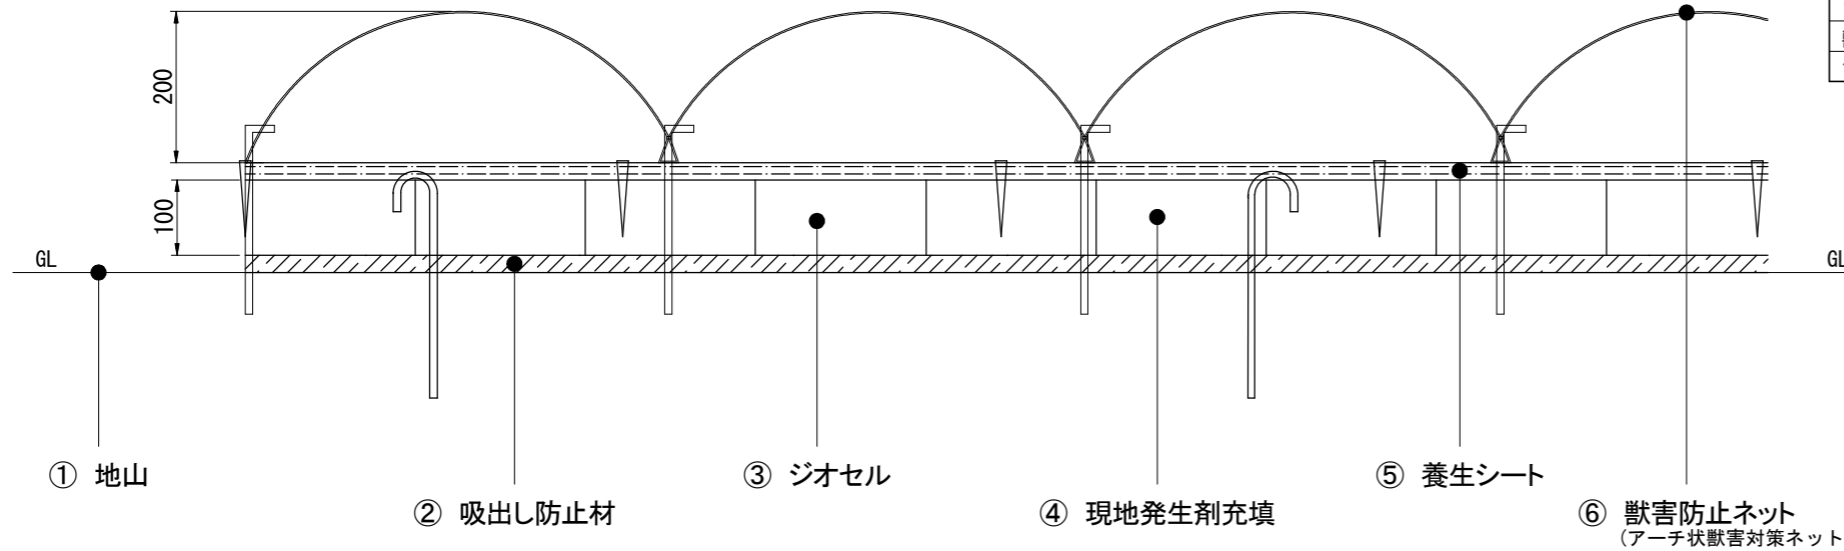 200
100
GL
GL
① 地山
② 吸出し防止材
③ ジオセル
④ 現地発生剤充填
⑤ 養生シート
⑥ 獣害防止ネット
(アーチ状獣害対策ネット